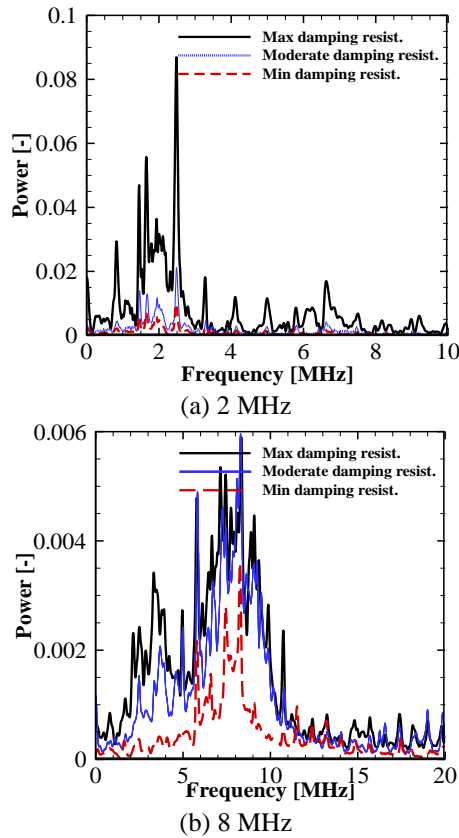 0.1
Max damping resist.
Moderate damping resist.
Min damping resist.
0.08
0.06
0.04
0.02
0
Power [-]
0 2 4 6 8 10
Frequency [MHz]
(a) 2 MHz
0.006
Max damping resist.
Moderate damping resist.
Min damping resist.
0.004
0.002
0
Power [-]
0 5 10 15 20
Frequency [MHz]
(b) 8 MHz